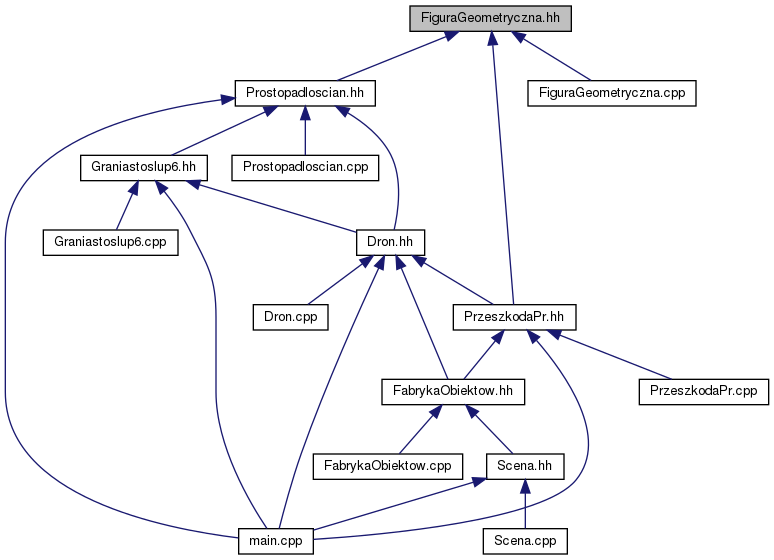 FiguraGeometryczna.hh
Prostopadloscian.hh
FiguraGeometryczna.cpp
Graniastoslup6.hh
Prostopadloscian.cpp
Graniastoslup6.cpp
Dron.hh
Dron.cpp
PrzeszkodaPr.hh
FabrykaObiektow.hh
PrzeszkodaPr.cpp
FabrykaObiektow.cpp
Scena.hh
main.cpp
Scena.cpp